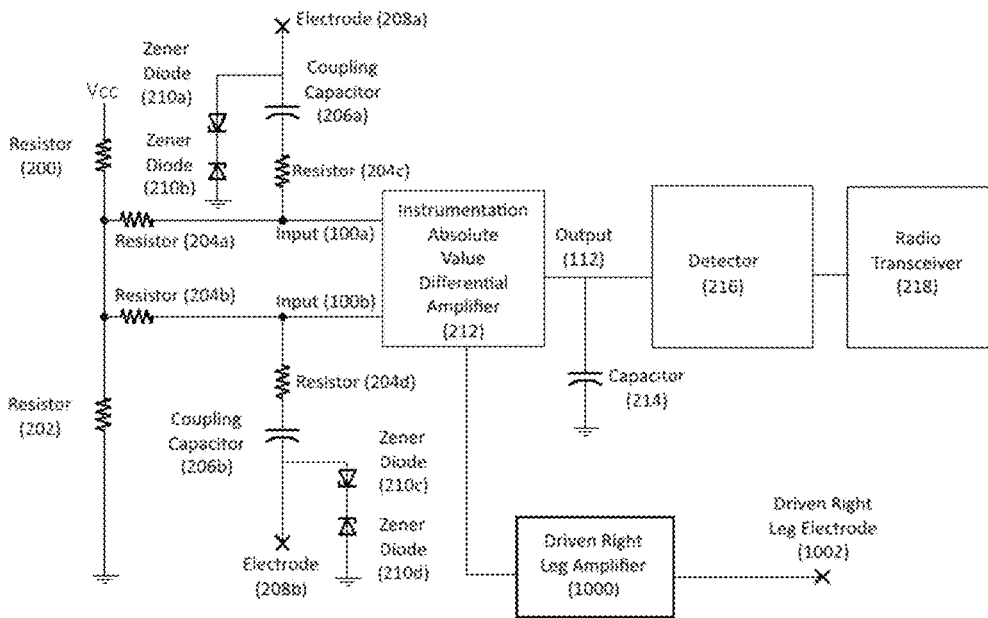 Electrode (208a)
Zener
Diode
(210a)
Coupling
Capacitor
(206a)
Vcc
Resistor
(200)
Zener
Diode
(210b)
Resistor (204c)
Resistor (204a)
Input (100a)
Instrumentation
Absolute
Value
Differential
Amplifier
(212)
Output
(112)
Detector
(216)
Radio
Transceiver
(218)
Resistor (204b)
Input (100b)
Resistor (204d)
Capacitor
(214)
Resistor
(202)
Coupling
Capacitor
(206b)
Zener
Diode
(210c)
Zener
Diode
(210d)
Electrode
(208b)
Driven Right
Leg Amplifier
(1000)
Driven Right
Leg Electrode
(1002)